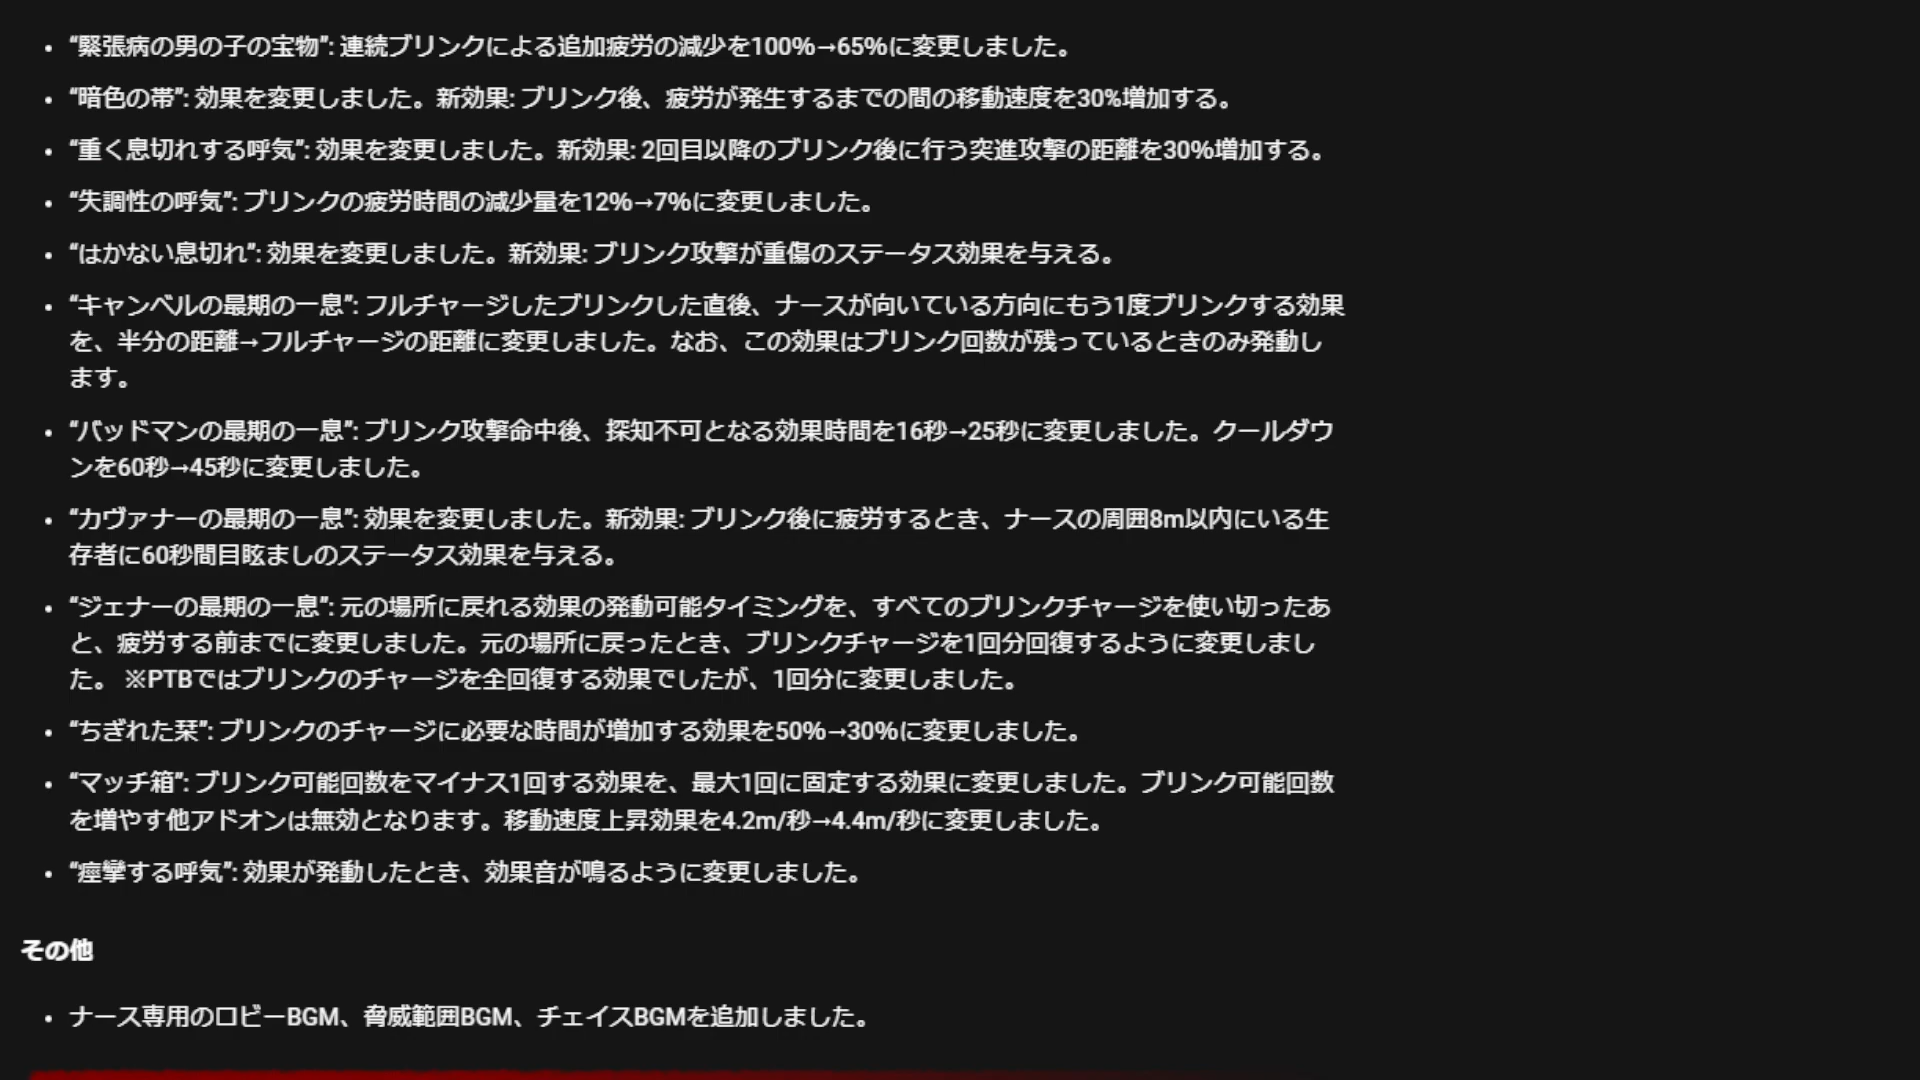 • “緊張病の男の子の宝物”: 連続ブリンクによる追加疲労の減少を100%→65%に変更しました。
• “暗色の帯”: 効果を変更しました。新効果: ブリンク後、疲労が発生するまでの間の移動速度を30%増加する。
• “重く息切れする呼気”: 効果を変更しました。新効果: 2回目以降のブリンク後に行う突進攻撃の距離を30%増加する。
• “失調性の呼気”: ブリンクの疲労時間の減少量を12%→7%に変更しました。
• “はかない息切れ”: 効果を変更しました。新効果: ブリンク攻撃が重傷のステータス効果を与える。
• “キャンベルの最期の一息”: フルチャージしたブリンクした直後、ナースが向いている方向にもう1度ブリンクする効果
を、半分の距離→フルチャージの距離に変更しました。なお、この効果はブリンク回数が残っているときのみ発動し
ます。
• “バッドマンの最期の一息”: ブリンク攻撃命中後、探知不可となる効果時間を16秒→25秒に変更しました。クールダウ
ンを60秒→45秒に変更しました。
• “カヴァナーの最期の一息”: 効果を変更しました。新効果: ブリンク後に疲労するとき、ナースの周囲8m以内にいる生
存者に60秒間目眩ましのステータス効果を与える。
• “ジェナーの最期の一息”: 元の場所に戻れる効果の発動可能タイミングを、すべてのブリンクチャージを使い切ったあ
と、疲労する前までに変更しました。元の場所に戻ったとき、ブリンクチャージを1回分回復するように変更しまし
た。 ※PTBではブリンクのチャージを全回復する効果でしたが、1回分に変更しました。
• “ちぎれた栞”: ブリンクのチャージに必要な時間が増加する効果を50%→30%に変更しました。
• “マッチ箱”: ブリンク可能回数をマイナス1回する効果を、最大1回に固定する効果に変更しました。ブリンク可能回数
を増やす他アドオンは無効となります。移動速度上昇効果を4.2m/秒→4.4m/秒に変更しました。
• “痙攣する呼気”: 効果が発動したとき、効果音が鳴るように変更しました。
その他
• ナース専用のロビーBGM、脅威範囲BGM、チェイスBGMを追加しました。